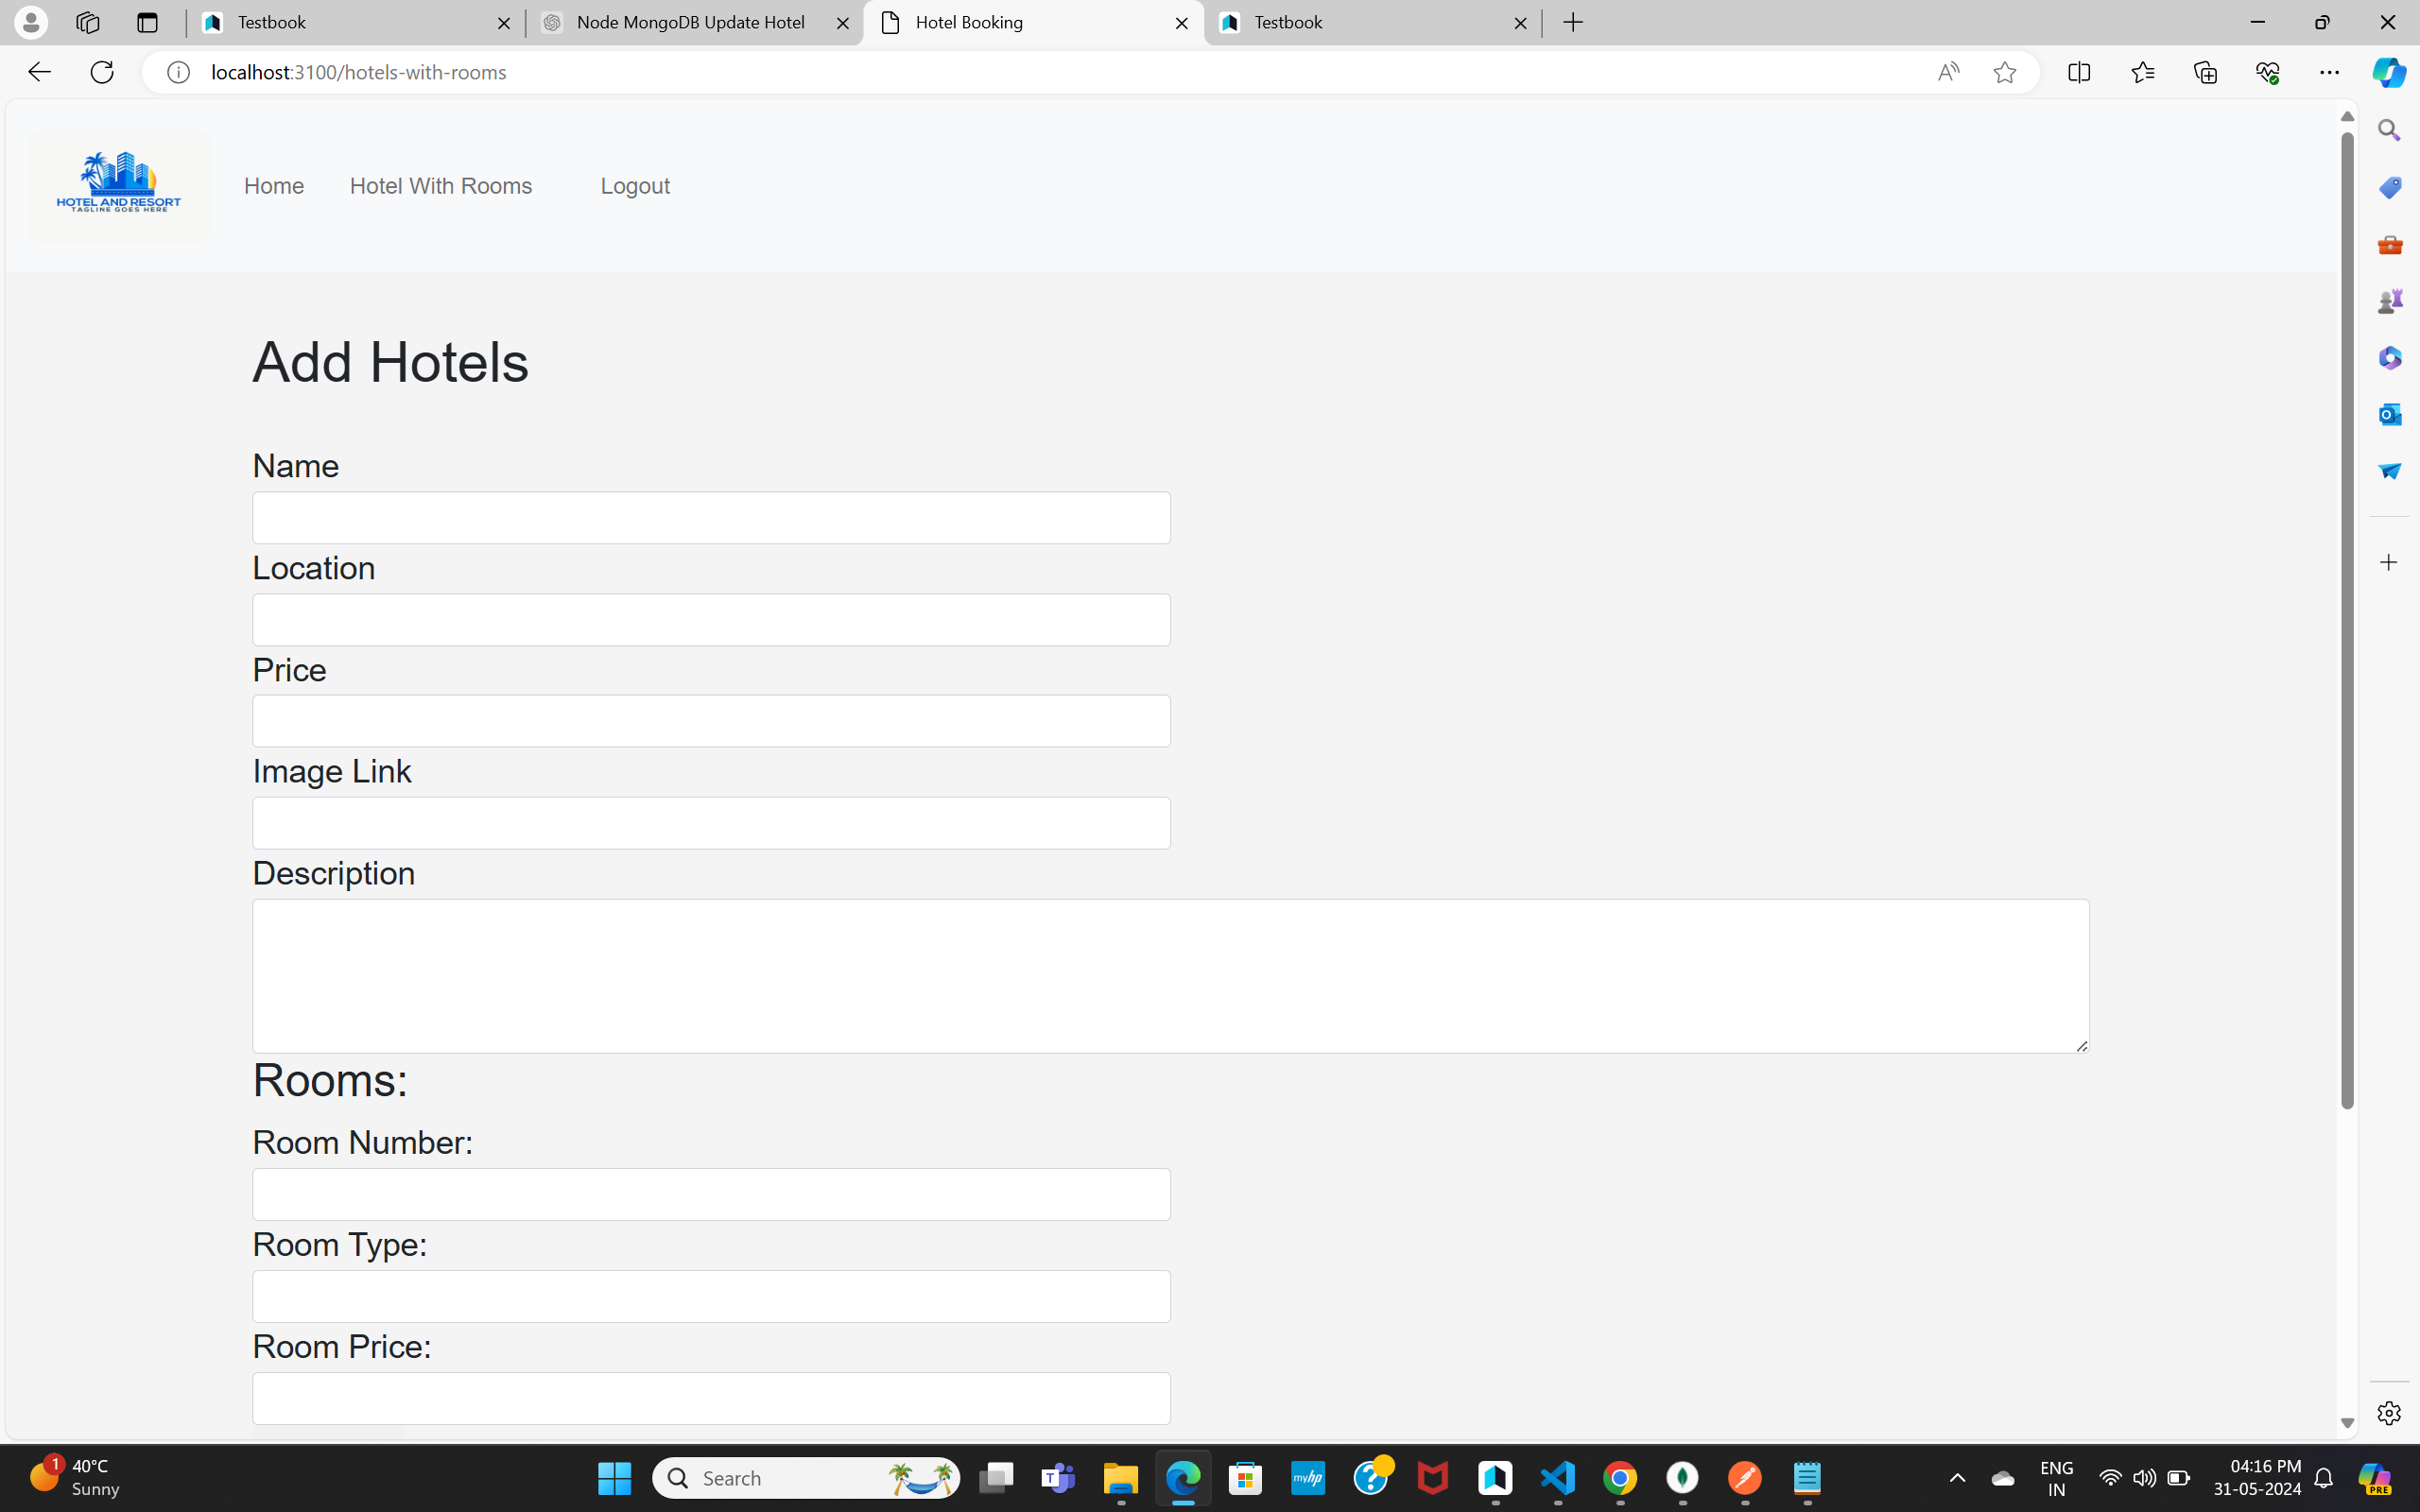 Testbook
Node MongoDB Update Hotel
Hotel Booking
Testbook
localhost:3100/hotels-with-rooms
HOTEL AND RESORT
TAGLINE GOES HERE
Home
Hotel With Rooms
Logout
Add Hotels
Name
Location
Price
Image Link
Description
Rooms:
Room Number:
Room Type:
Room Price:
1
40°C
Sunny
Search
myhp
ENG
IN
04:16 PM
31-05-2024
PRE